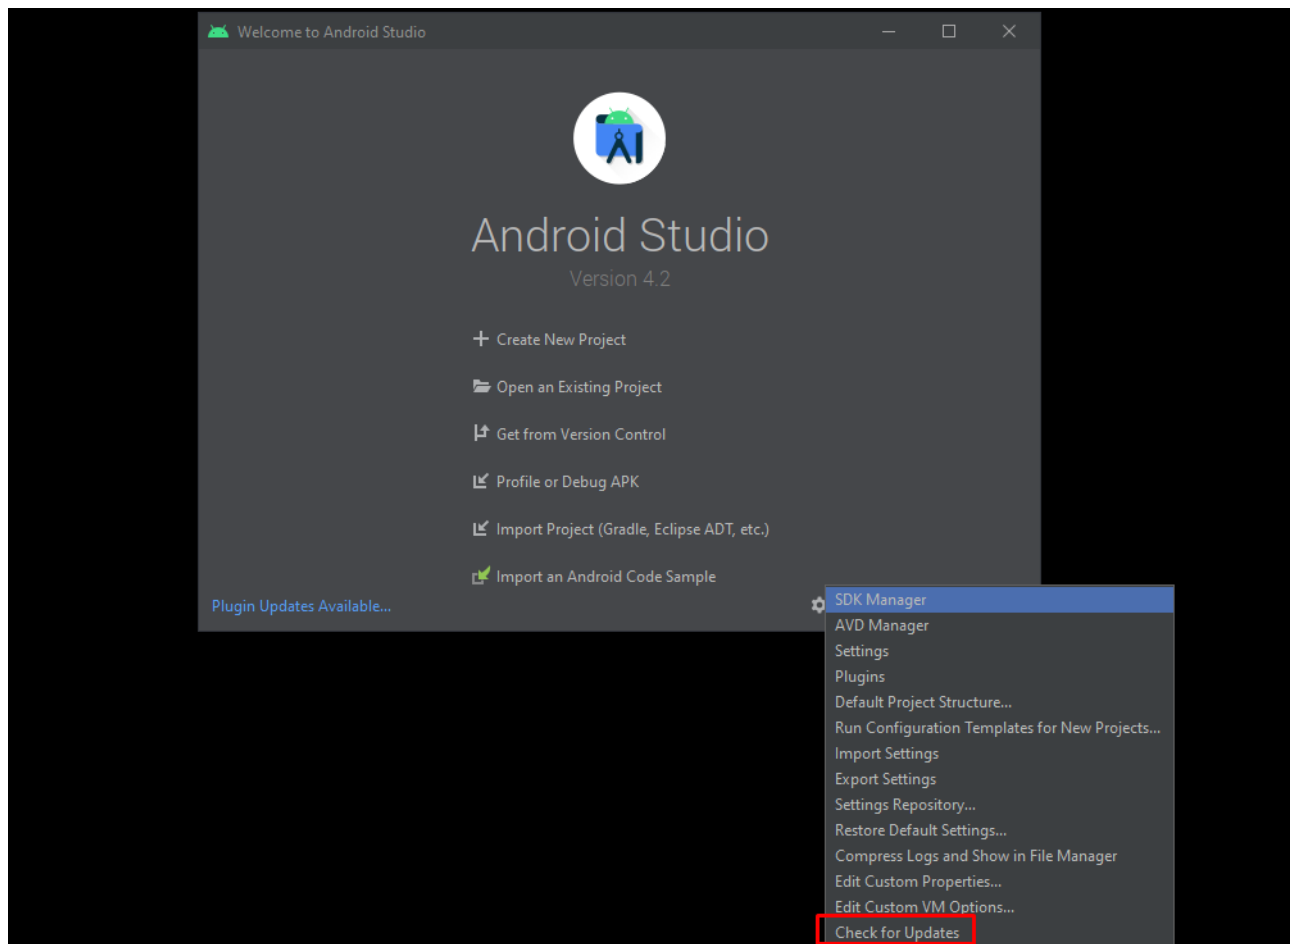 Welcome to Android Studio
Android Studio
Version 4.2
Create New Project
Open an Existing Project
Get from Version Control
Profile or Debug APK
Import Project (Gradle, Eclipse ADT, etc.)
Import an Android Code Sample
Plugin Updates Available...
SDK Manager
AVD Manager
Settings
Plugins
Default Project Structure...
Run Configuration Templates for New Projects...
Import Settings
Export Settings
Settings Repository...
Restore Default Settings...
Compress Logs and Show in File Manager
Edit Custom Properties...
Edit Custom VM Options...
Check for Updates